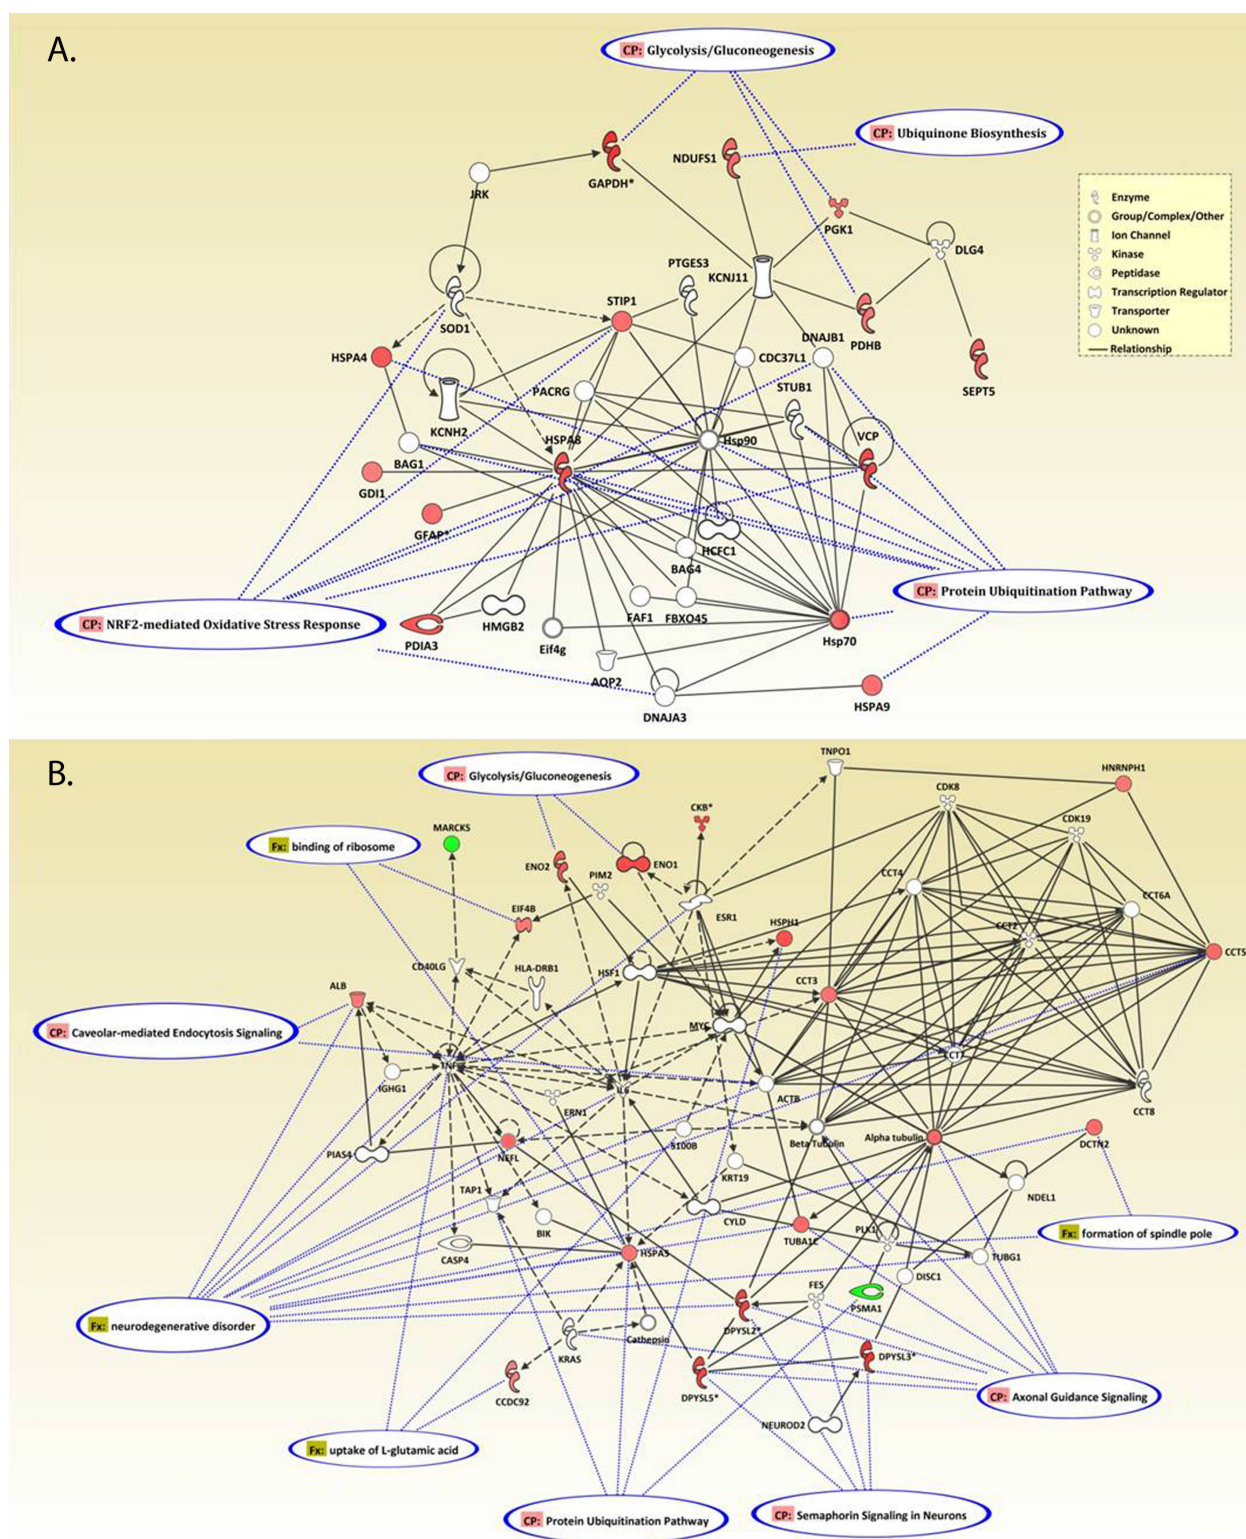 A.
CP: Glycolysis/Gluconeogenesis
CP: Ubiquinone Biosynthesis
NDUFS1
GAPDH*
JRK
PGK1
DLG4
PTGES3
KCNJ11
STIP1
SOD1
DNAJB1
PDHB
HSPA4
CDC37L1
SEPT5
STUB1
PACRG
KCNH2
HSPA8
Hsp90
VCP
BAG1
GDI1
GFAP*
HCFC1
BAG4
CP: Protein Ubiquitination Pathway
CP: NRF2-mediated Oxidative Stress Response
FAF1
FBXO45
HMGB2
PDIA3
Eif4g
Hsp70
AQP2
HSPA9
DNAJA3
Enzyme
Group/Complex/Other
Ion Channel
Kinase
Peptidase
Transcription Regulator
Transporter
Unknown
Relationship
B.
TNPO1
CP: Glycolysis/Gluconeogenesis
HNRNPH1
CDK8
CKB*
CDK19
MARCKS
Fx: binding of ribosome
ENO2
ENO1
PIM2
CCT4
CCT6A
EIF4B
ESR1
HSPH1
CCT2
CCT5
CD40LG
HLA-DRB1
HSF1
CCT3
ALB
MYC
CP: Caveolar-mediated Endocytosis Signaling
TNF
CCT7
IGHG1
IL6
ERN1
ACTB
CCT8
S100B
Beta Tubulin
Alpha tubulin
DCTN2
PIAS4
NEFL
KRT19
NDEL1
TAP1
CYLD
BIK
TUBA1C
PLK1
Fx: formation of spindle pole
CASP4
HSPA5
TUBG1
DISC1
FES
PSMA1
Fx: neurodegenerative disorder
DPYSL2*
Cathepsin
KRAS
DPYSL3*
CCDC92
DPYSL5*
CP: Axonal Guidance Signaling
NEUROD2
Fx: uptake of L-glutamic acid
CP: Protein Ubiquitination Pathway
CP: Semaphorin Signaling in Neurons